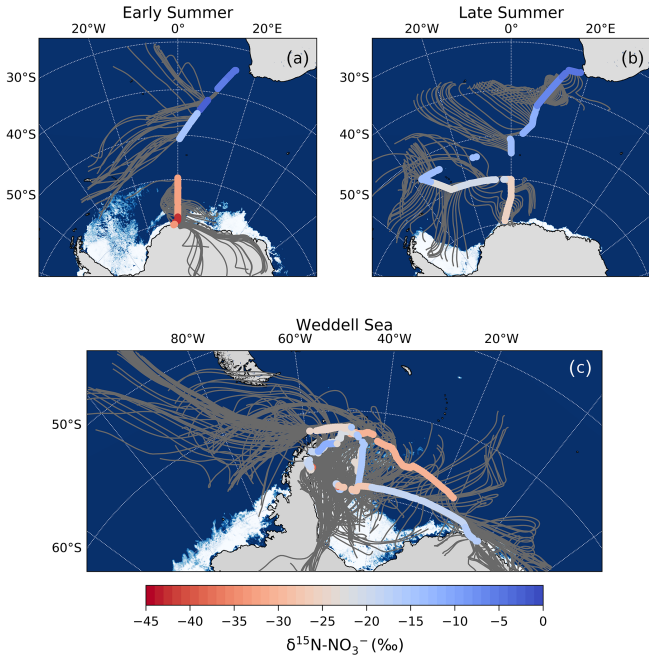 Early Summer
Late Summer
20°W 0° 20°E
20°W 0° 20°E
(a)
(b)
30°S
40°S
50°S
30°S
40°S
50°S
Weddell Sea
80°W 60°W 40°W 20°W
(c)
50°S
60°S
−45 −40 −35 −30 −25 −20 −15 −10 −5 0
δ¹⁵N-NO₃⁻(‰)